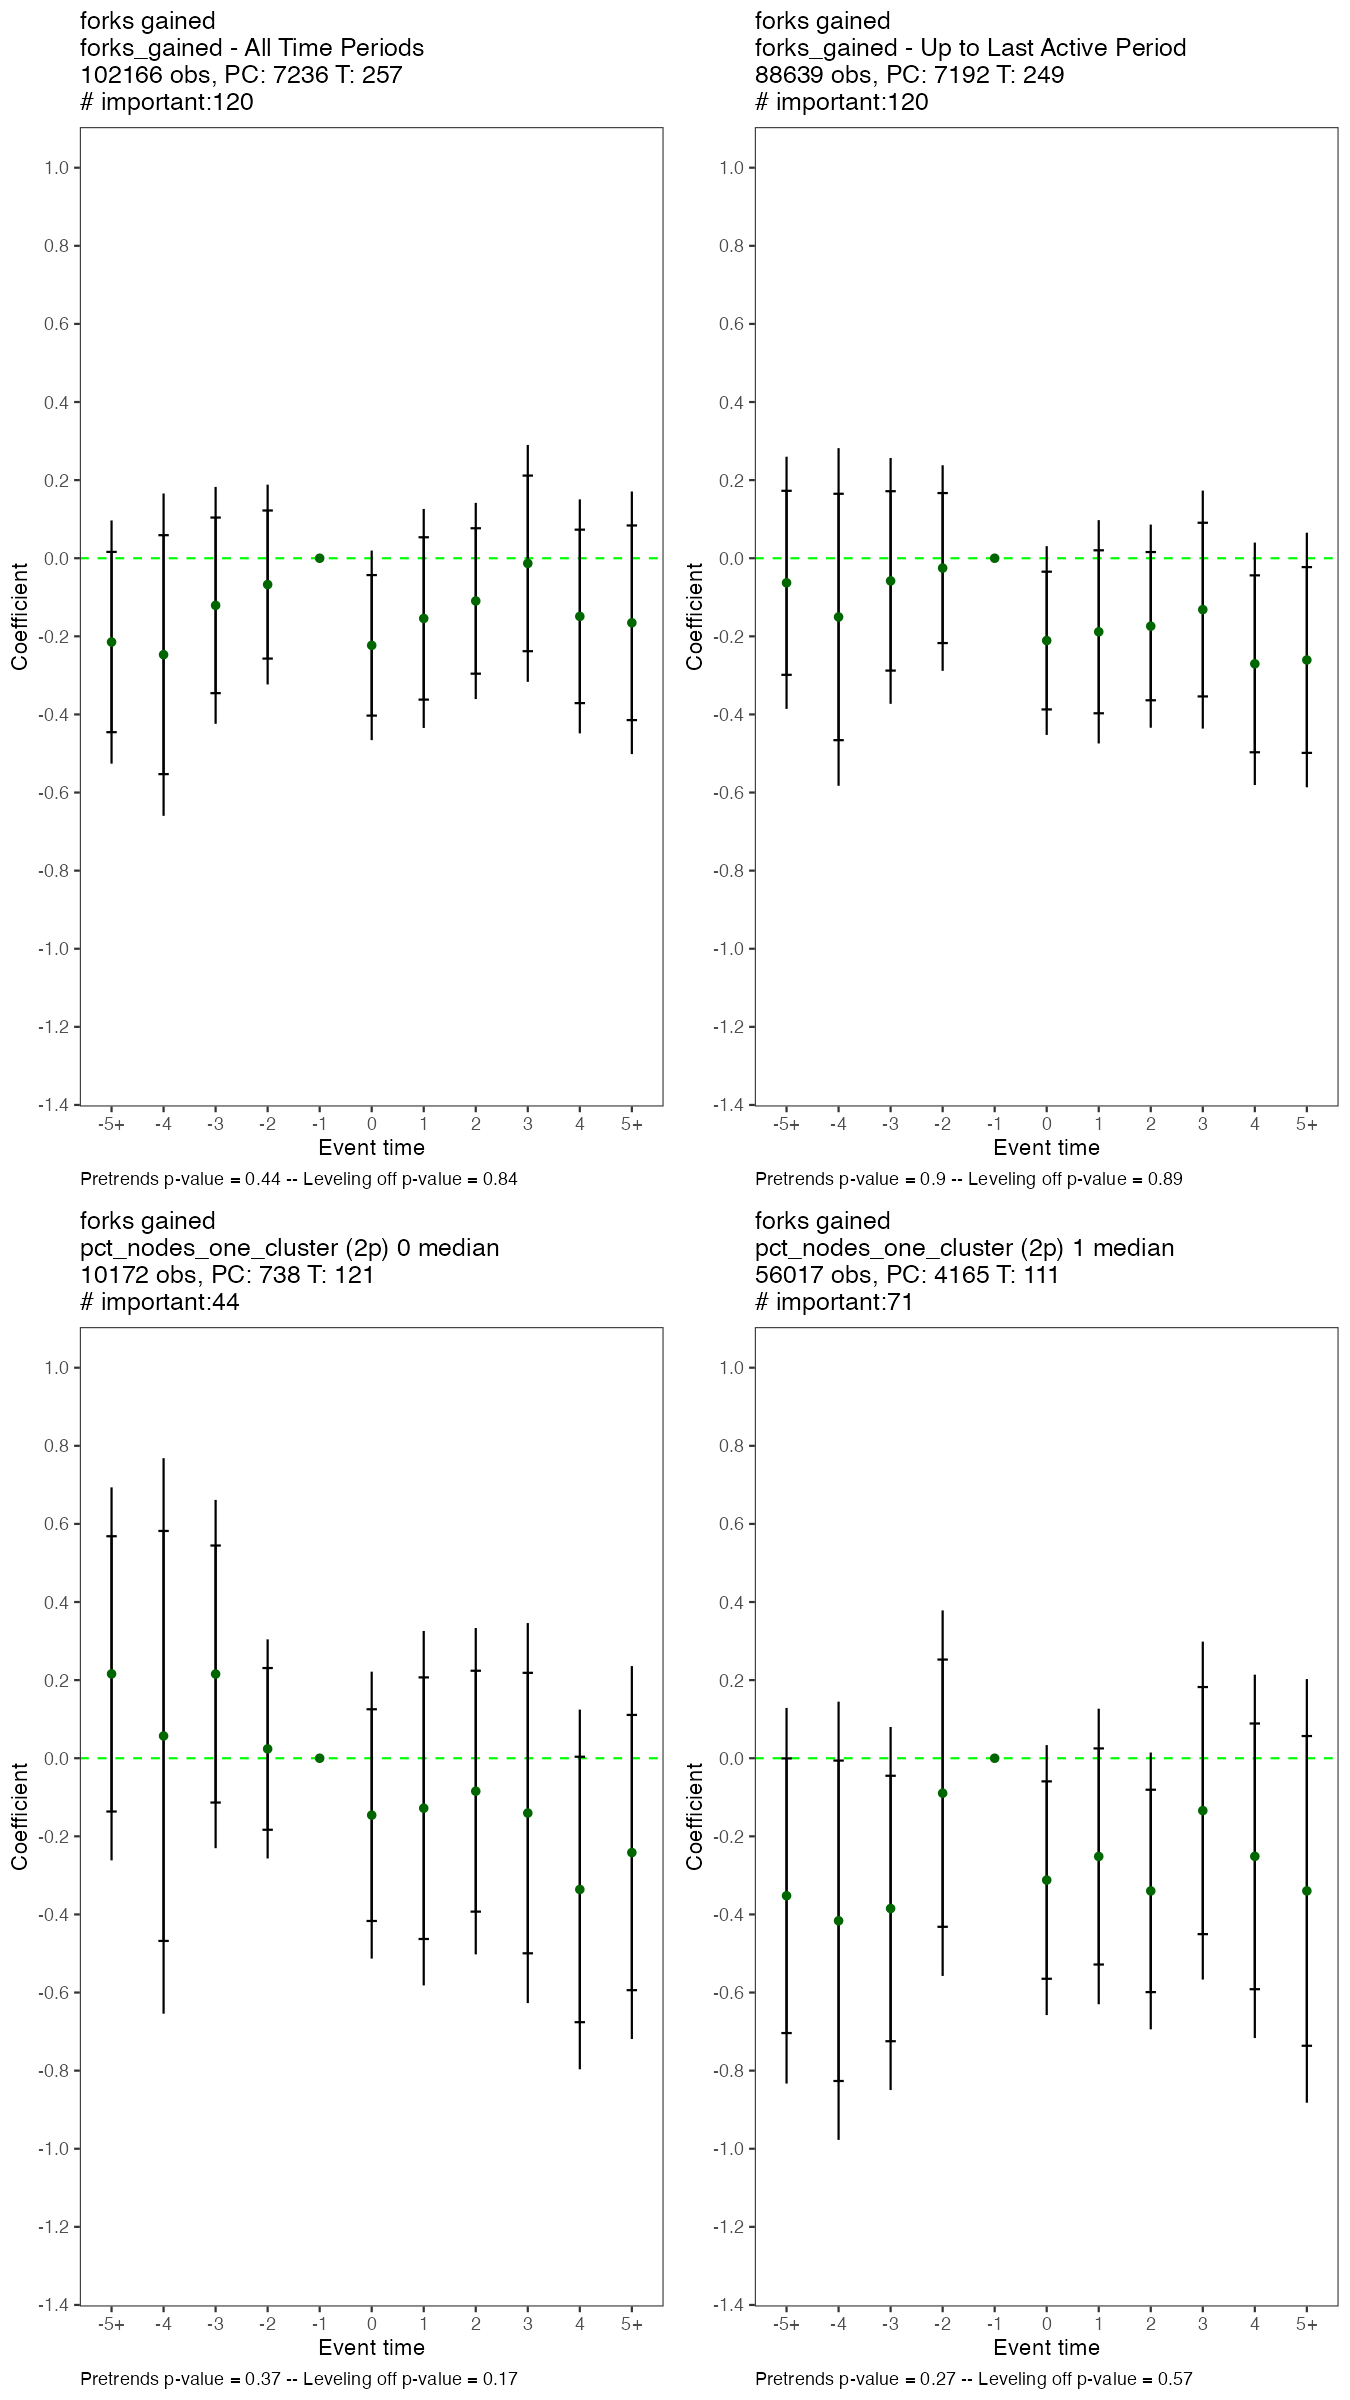 forks gained
forks_gained - All Time Periods
102166 obs, PC: 7236 T: 257
# important:120
1.0
0.8
0.6
0.4
0.2
0.0
-0.2
-0.4
-0.6
-0.8
-1.0
-1.2
-1.4
Coefficient
-5+ -4 -3 -2 -1 0 1 2 3 4 5+
Event time
Pretrends p-value = 0.44 -- Leveling off p-value = 0.84
forks gained
forks_gained - Up to Last Active Period
88639 obs, PC: 7192 T: 249
# important:120
1.0
0.8
0.6
0.4
0.2
0.0
-0.2
-0.4
-0.6
-0.8
-1.0
-1.2
-1.4
Coefficient
-5+ -4 -3 -2 -1 0 1 2 3 4 5+
Event time
Pretrends p-value = 0.9 -- Leveling off p-value = 0.89
forks gained
pct_nodes_one_cluster (2p) 0 median
10172 obs, PC: 738 T: 121
# important:44
1.0
0.8
0.6
0.4
0.2
0.0
-0.2
-0.4
-0.6
-0.8
-1.0
-1.2
-1.4
Coefficient
-5+ -4 -3 -2 -1 0 1 2 3 4 5+
Event time
Pretrends p-value = 0.37 -- Leveling off p-value = 0.17
forks gained
pct_nodes_one_cluster (2p) 1 median
56017 obs, PC: 4165 T: 111
# important:71
1.0
0.8
0.6
0.4
0.2
0.0
-0.2
-0.4
-0.6
-0.8
-1.0
-1.2
-1.4
Coefficient
-5+ -4 -3 -2 -1 0 1 2 3 4 5+
Event time
Pretrends p-value = 0.27 -- Leveling off p-value = 0.57